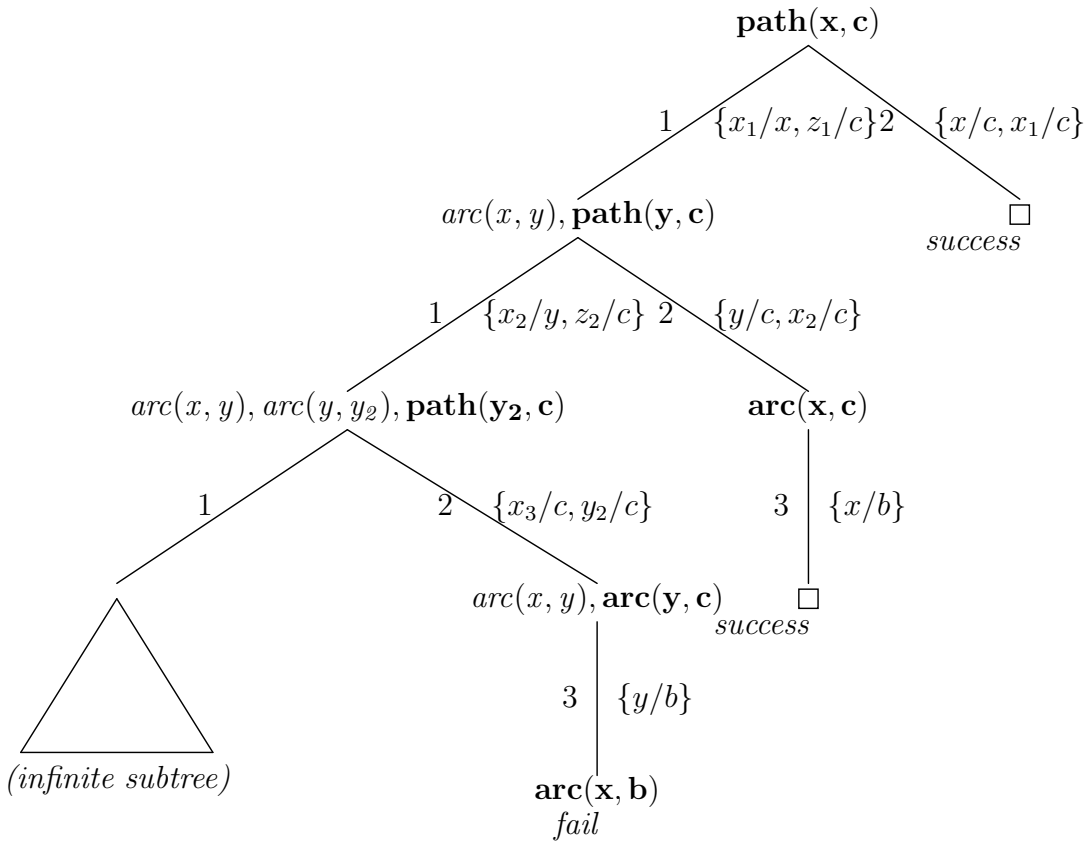 path(x, c)
1 {x₁/x, z₁/c} 2 {x/c, x₁/c}
arc(x, y), path(y, c) □
success
1 {x₂/y, z₂/c} 2 {y/c, x₂/c}
arc(x, y), arc(y, y₂), path(y₂, c) arc(x, c)
1 2 {x₃/c, y₂/c} 3 {x/b}
arc(x, y), arc(y, c) □
success
3 {y/b}
(infinite subtree) arc(x, b)
fail